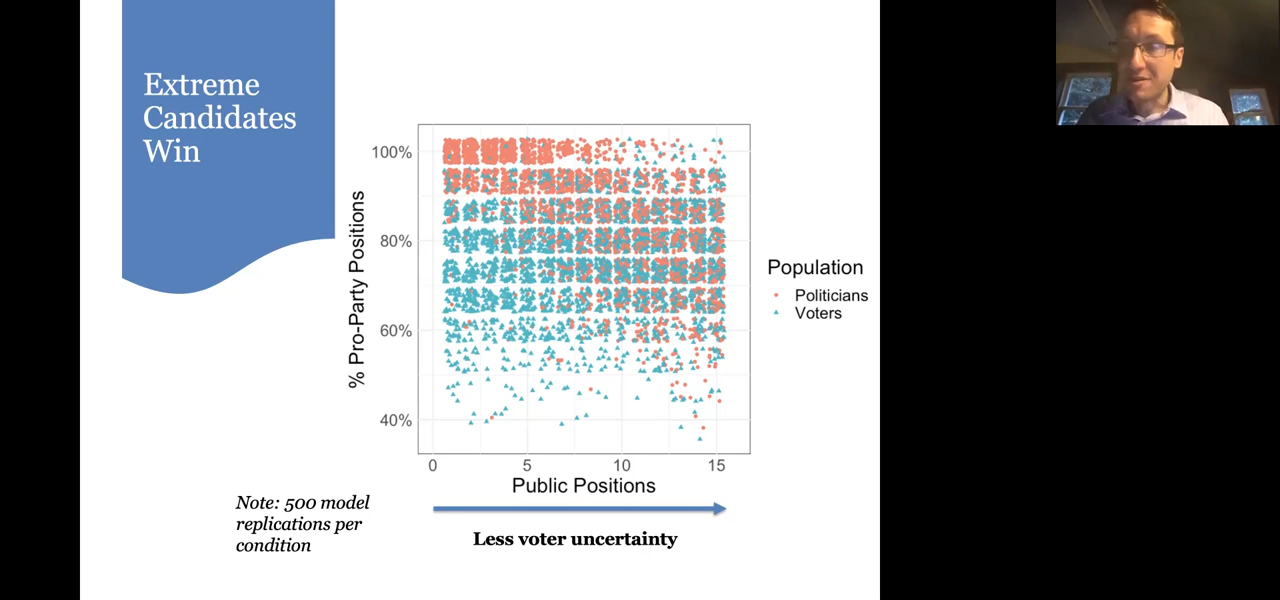 Extreme
Candidates
Win
% Pro-Party Positions
100%
80%
60%
40%
0 5 10 15
Public Positions
Population
Politicians
Voters
Note: 500 model
replications per
condition
Less voter uncertainty